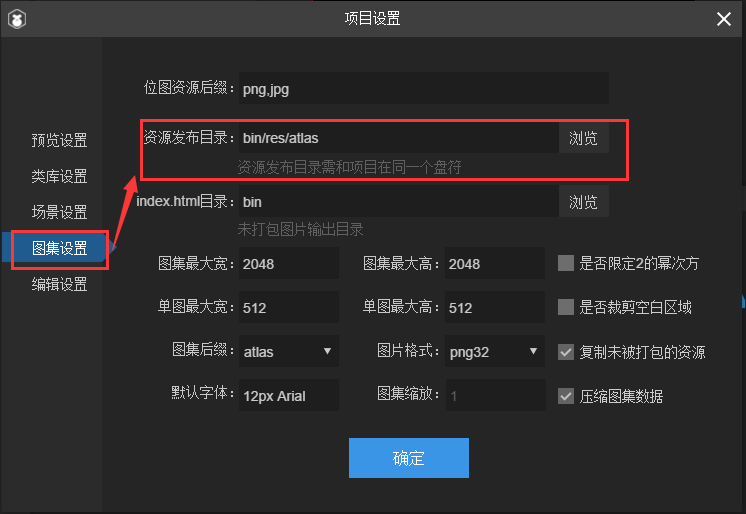 项目设置
预览设置
类库设置
场景设置
图集设置
编辑设置
位图资源后缀: png,jpg
资源发布目录: bin/res/atlas 浏览
资源发布目录需和项目在同一个盘符
index.html目录: bin 浏览
未打包图片输出目录
图集最大宽: 2048 图集最大高: 2048 是否限定2的幂次方
单图最大宽: 512 单图最大高: 512 是否裁剪空白区域
图集后缀: atlas 图片格式: png32 复制未被打包的资源
默认字体: 12px Arial 图集缩放: 1 压缩图集数据
确定